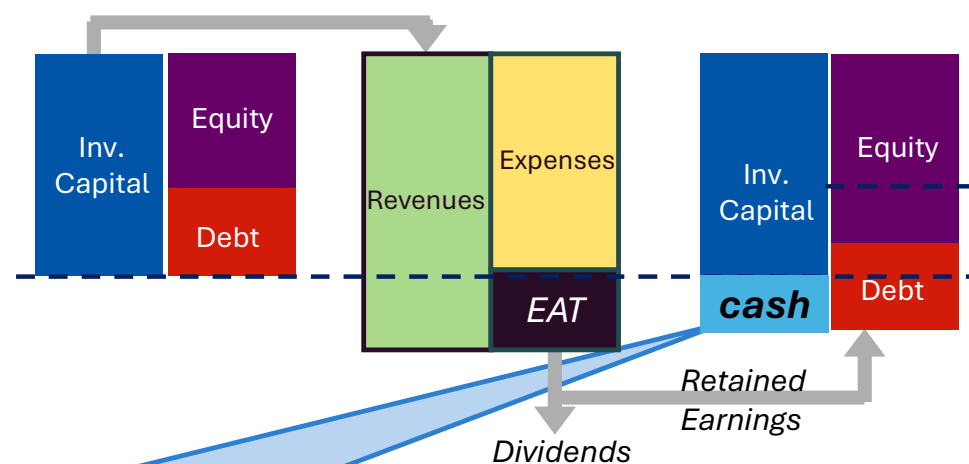 Inv.
Capital
Equity
Debt
Revenues
Expenses
EAT
Inv.
Capital
cash
Equity
Debt
Retained
Earnings
Dividends